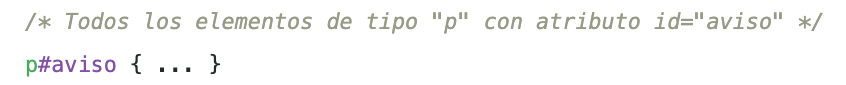 /* Todos los elementos de tipo "p" con atributo id="aviso" */
p#aviso { ... }